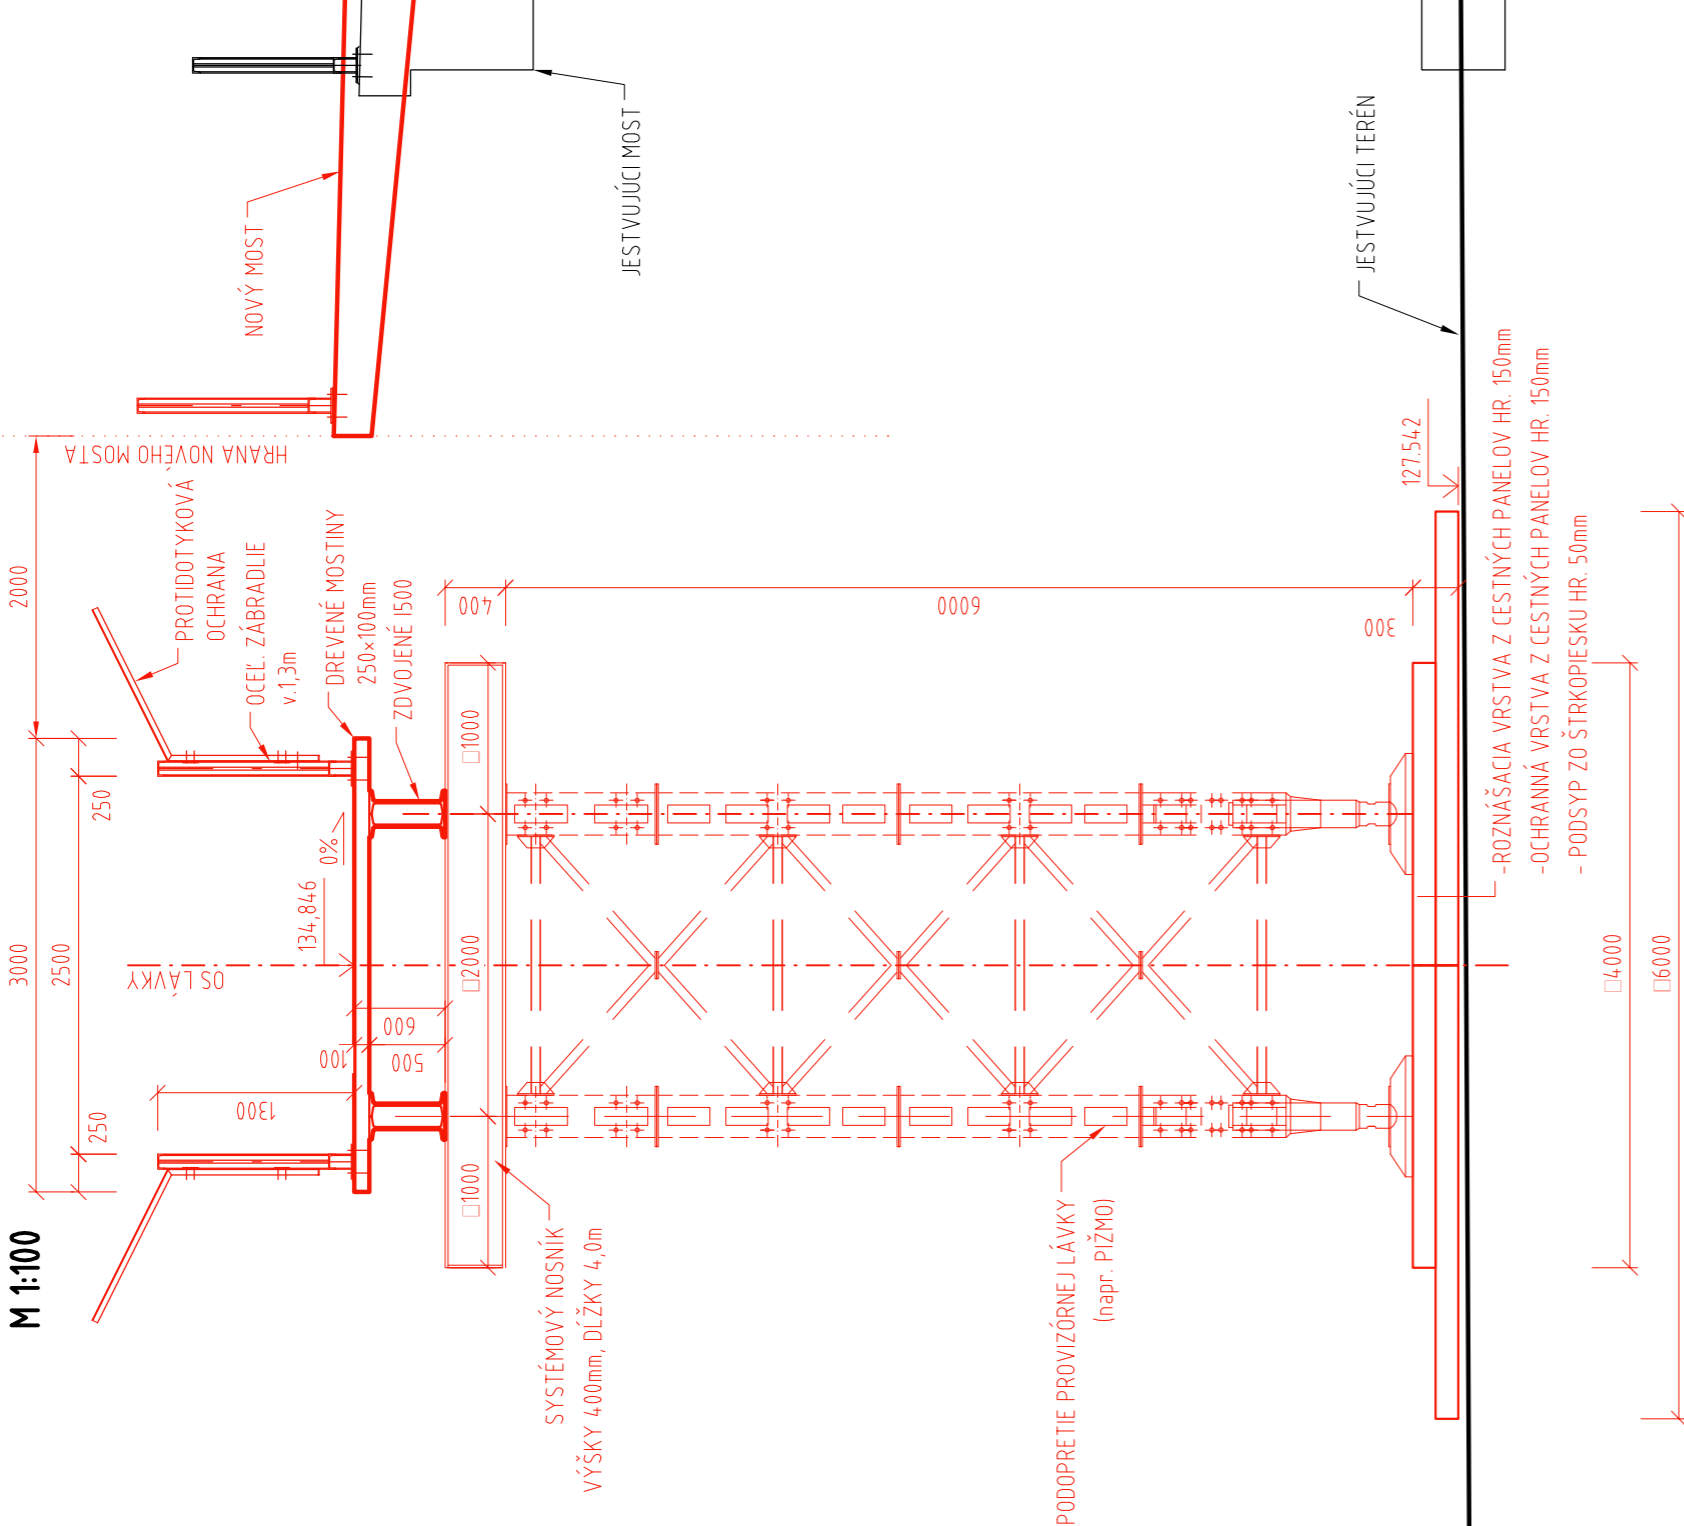 M 1:100
3000
2000
2500
250
250
HRANA NOVÉHO MOSTA
NOVÝ MOST
JESTVUJÚCI MOST
JESTVUJÚCI TERÉN
PROTIDOTYKOVÁ
OCHRANA
OCEĽ. ZÁBRADLIE
v.1,3m
DREVENÉ MOSTINY
250×100mm
ZDVOJENÉ I500
OS LÁVKY
134,846
0%
1300
100
600
500
400
6000
300
127.542
□1000
□2000
□1000
SYSTÉMOVÝ NOSNÍK
VÝŠKY 400mm, DĹŽKY 4,0m
PODOPRETIE PROVIZÓRNEJ LÁVKY
(napr. PIŽMO)
-ROZNÁŠACIA VRSTVA Z CESTNÝCH PANELOV HR. 150mm
-OCHRANNÁ VRSTVA Z CESTNÝCH PANELOV HR. 150mm
- PODSYP ZO ŠTRKOPIESKU HR. 50mm
□4000
□6000